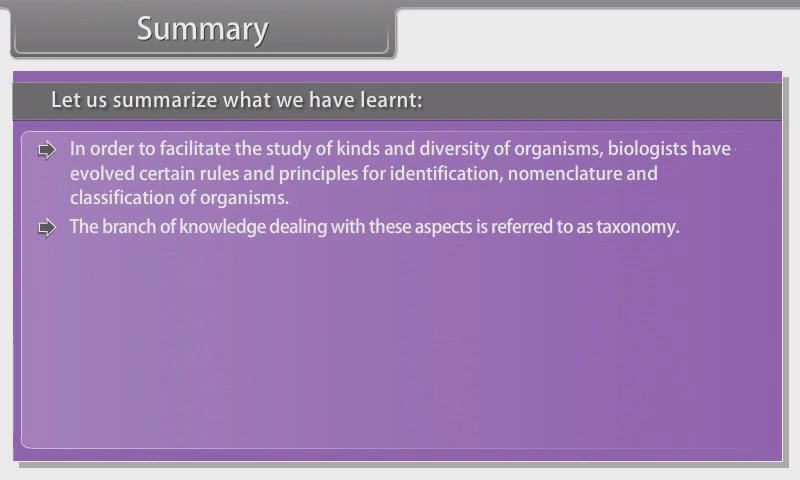 Summary
Let us summarize what we have learnt:
In order to facilitate the study of kinds and diversity of organisms, biologists have
evolved certain rules and principles for identification, nomenclature and
classification of organisms.
The branch of knowledge dealing with these aspects is referred to as taxonomy.